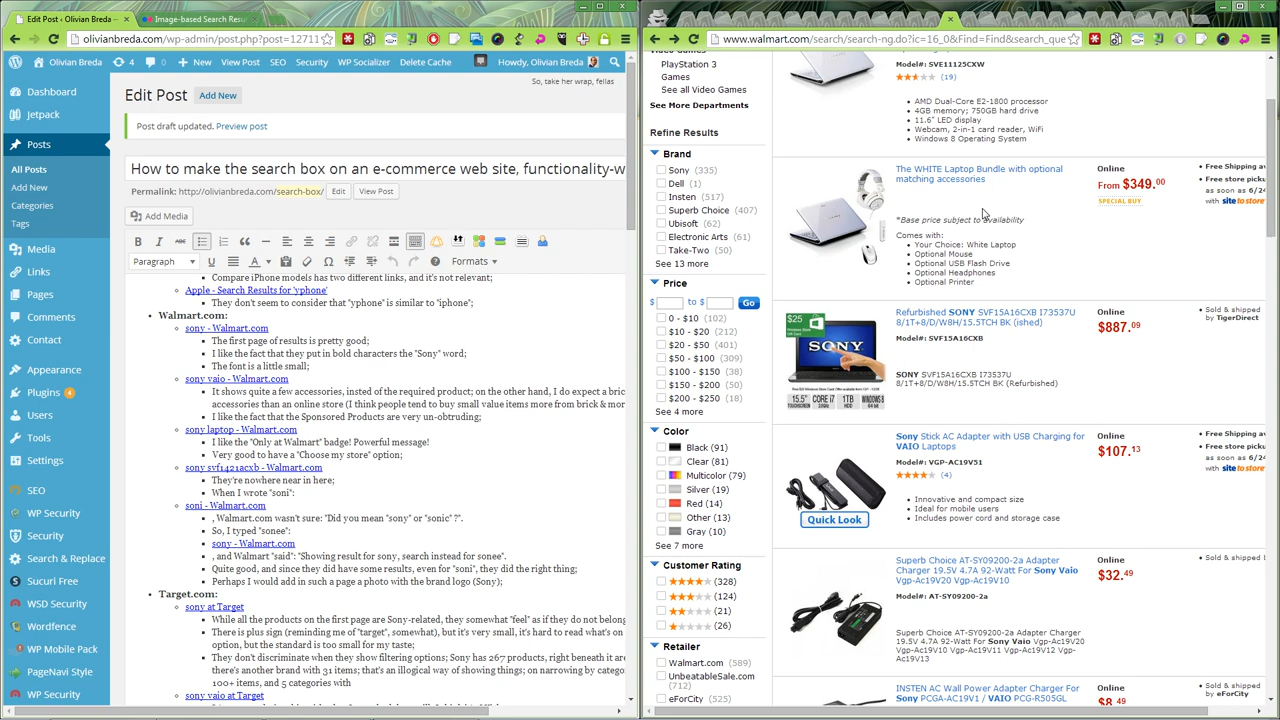 Edit Post ‹ Olivian Breda —
Image-based Search Resu
olivianbreda.com/wp-admin/post.php?post=12711
Olivian Breda
4
0
New
View Post
SEO
Security
WP Socializer
Delete Cache
Howdy, Olivian Breda
So, take her wrap, fellas
Dashboard
Jetpack
Posts
All Posts
Add New
Categories
Tags
Media
Links
Pages
Comments
Contact
Appearance
Plugins 4
Users
Tools
Settings
SEO
WP Security
Security
Search & Replace
Sucuri Free
WSD Security
Wordfence
WP Mobile Pack
PageNavi Style
WP Security
Edit Post Add New
Post draft updated. Preview post
How to make the search box on an e-commerce web site, functionality-w
Permalink: http://olivianbreda.com/search-box/ Edit View Post
Add Media
Paragraph
Formats
Compare iPhone models has two different links, and it's not relevant;
Apple - Search Results for 'yphone'
They don't seem to consider that "yphone" is similar to "iphone";
Walmart.com:
sony - Walmart.com
The first page of results is pretty good;
I like the fact that they put in bold characters the "Sony" word;
The font is a little small;
sony vaio - Walmart.com
It shows quite a few accessories, insted of the required product; on the other hand, I do expect a bric
accessories than an online store (I think people tend to buy small value items more from brick & mor
I like the fact that the Sponsored Products are very un-obtruding;
sony laptop - Walmart.com
I like the "Only at Walmart" badge! Powerful message!
Very good to have a "Choose my store" option;
sony svf1421acxb - Walmart.com
They're nowhere near in here;
When I wrote "soni":
soni - Walmart.com
, Walmart.com wasn't sure: "Did you mean "sony" or "sonic" ?".
So, I typed "sonee":
sony - Walmart.com
, and Walmart "said": "Showing result for sony, search instead for sonee".
Quite good, and since they did have some results, even for "soni", they did the right thing;
Perhaps I would add in such a page a photo with the brand logo (Sony);
Target.com:
sony at Target
While all the products on the first page are Sony-related, they somewhat "feel" as if they do not belong
There is plus sign (reminding me of "target", somewhat), but it's very small, it's hard to read what's on
option, but the standard is too small for my taste;
They don't discriminate when they show filtering options; Sony has 267 products, right beneath it are
there's another brand with 31 items; that's an illogical way of showing things; on narrowing by catego
100+ items, and 5 categories with
sony vaio at Target
www.walmart.com/search/search-ng.do?ic=16_0&Find=Find&search_que
PlayStation 3
Games
See all Video Games
See More Departments
Refine Results
Brand
Sony (335)
Dell (1)
Insten (517)
Superb Choice (407)
Ubisoft (62)
Electronic Arts (61)
Take-Two (50)
See 13 more
Price
$ to $ Go
0 - $10 (102)
$10 - $20 (212)
$20 - $50 (401)
$50 - $100 (309)
$100 - $150 (38)
$150 - $200 (50)
$200 - $250 (18)
See 4 more
Color
Black (91)
Clear (81)
Multicolor (79)
Silver (19)
Red (14)
Other (13)
Gray (10)
See 7 more
Customer Rating
(328)
(124)
(21)
(26)
Retailer
Walmart.com (589)
UnbeatableSale.com
(712)
eForCity (525)
Model#: SVE11125CXW
(19)
AMD Dual-Core E2-1800 processor
4GB memory; 750GB hard drive
11.6" LED display
Webcam, 2-in-1 card reader, WiFi
Windows 8 Operating System
The WHITE Laptop Bundle with optional
matching accessories
*Base price subject to availability
Comes with:
Your Choice: White Laptop
Optional Mouse
Optional USB Flash Drive
Optional Headphones
Optional Printer
Online
From $349.00
SPECIAL BUY
Free Shipping av
Free store picku
as soon as 6/24
with site to store
$25
SONY
15.5" CORE i7 1TB
TOUCHSCREEN HDD WINDOWS 8
Refurbished SONY SVF15A16CXB I73537U
8/1T+8/D/W8H/15.5TCH BK (ished)
Model#: SVF15A16CXB
SONY SVF15A16CXB I73537U
8/1T+8/D/W8H/15.5TCH BK (Refurbished)
Online
$887.09
Sold & shipped
by TigerDirect
Quick Look
Sony Stick AC Adapter with USB Charging for
VAIO Laptops
Model#: VGP-AC19V51
(4)
Innovative and compact size
Ideal for mobile users
Includes power cord and storage case
Online
$107.13
Free Shipping av
Free store picku
as soon as 6/24
with site to store
Superb Choice AT-SY09200-2a Adapter
Charger 19.5V 4.7A 92-Watt For Sony Vaio
Vgp-Ac19V20 Vgp-Ac19V10
Model#: AT-SY09200-2a
Superb Choice AT-SY09200-2a Adapter
Charger 19.5V 4.7A 92-Watt For Sony Vaio Vgp-Ac19V20
Vgp-Ac19V10 Vgp-Ac19V11 Vgp-Ac19V12
Vgp-Ac19V13
Online
$32.49
Sold & shipped
INSTEN AC Wall Power Adapter Charger For
Sony PCGA-AC19V1 / VAIO PCG-R505GL
Online
$8.49
Sold & shipped
by eForCity